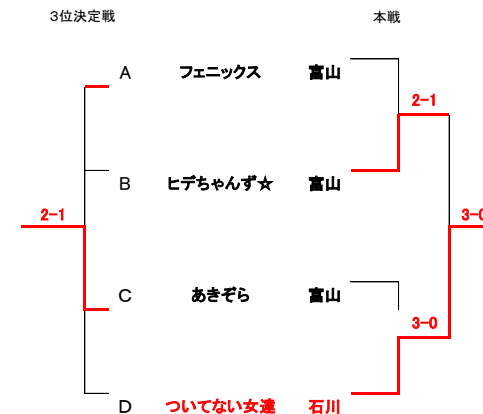 3位決定戦 本戦
A フェニックス 富山
2-1
B ヒデちゃんず☆ 富山
2-1 3-0
C あきぞら 富山
3-0
D ついてない女達 石川